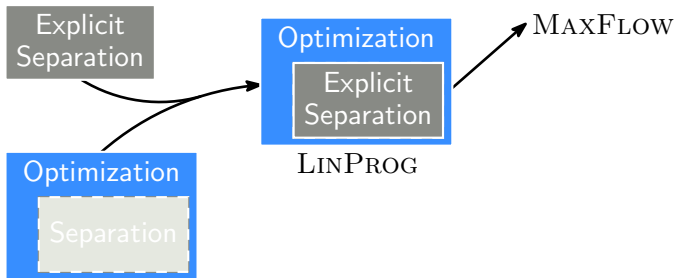 Explicit
Separation
Optimization
Explicit
Separation
LINPROG
MAXFLOW
Optimization
Separation